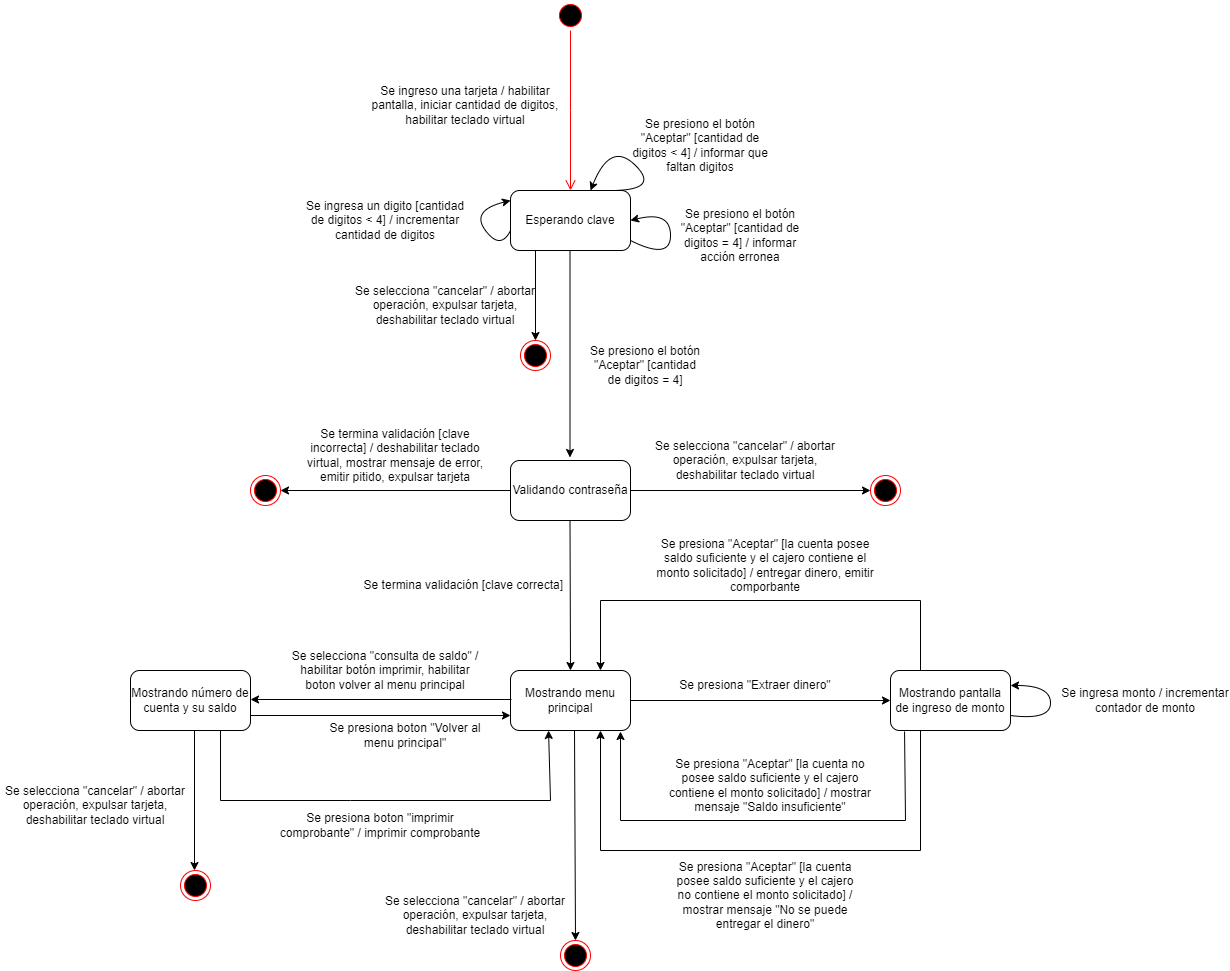 Se ingreso una tarjeta / habilitar
pantalla, iniciar cantidad de digitos,
habilitar teclado virtual
Se presiono el botón
"Aceptar" [cantidad de
digitos < 4] / informar que
faltan digitos
Se ingresa un digito [cantidad
de digitos < 4] / incrementar
cantidad de digitos
Esperando clave
Se presiono el botón
"Aceptar" [cantidad de
digitos = 4] / informar
acción erronea
Se selecciona "cancelar" / abortar
operación, expulsar tarjeta,
deshabilitar teclado virtual
Se presiono el botón
"Aceptar" [cantidad
de digitos = 4]
Se termina validación [clave
incorrecta] / deshabilitar teclado
virtual, mostrar mensaje de error,
emitir pitido, expulsar tarjeta
Se selecciona "cancelar" / abortar
operación, expulsar tarjeta,
deshabilitar teclado virtual
Validando contraseña
Se presiona "Aceptar" [la cuenta posee
saldo suficiente y el cajero contiene el
monto solicitado] / entregar dinero, emitir
comporbante
Se termina validación [clave correcta]
Se selecciona "consulta de saldo" /
habilitar botón imprimir, habilitar
boton volver al menu principal
Mostrando número de
cuenta y su saldo
Mostrando menu
principal
Se presiona "Extraer dinero"
Mostrando pantalla
de ingreso de monto
Se ingresa monto / incrementar
contador de monto
Se presiona boton "Volver al
menu principal"
Se presiona "Aceptar" [la cuenta no
posee saldo suficiente y el cajero
contiene el monto solicitado] / mostrar
mensaje "Saldo insuficiente"
Se selecciona "cancelar" / abortar
operación, expulsar tarjeta,
deshabilitar teclado virtual
Se presiona boton "imprimir
comprobante" / imprimir comprobante
Se presiona "Aceptar" [la cuenta
posee saldo suficiente y el cajero
no contiene el monto solicitado] /
mostrar mensaje "No se puede
entregar el dinero"
Se selecciona "cancelar" / abortar
operación, expulsar tarjeta,
deshabilitar teclado virtual